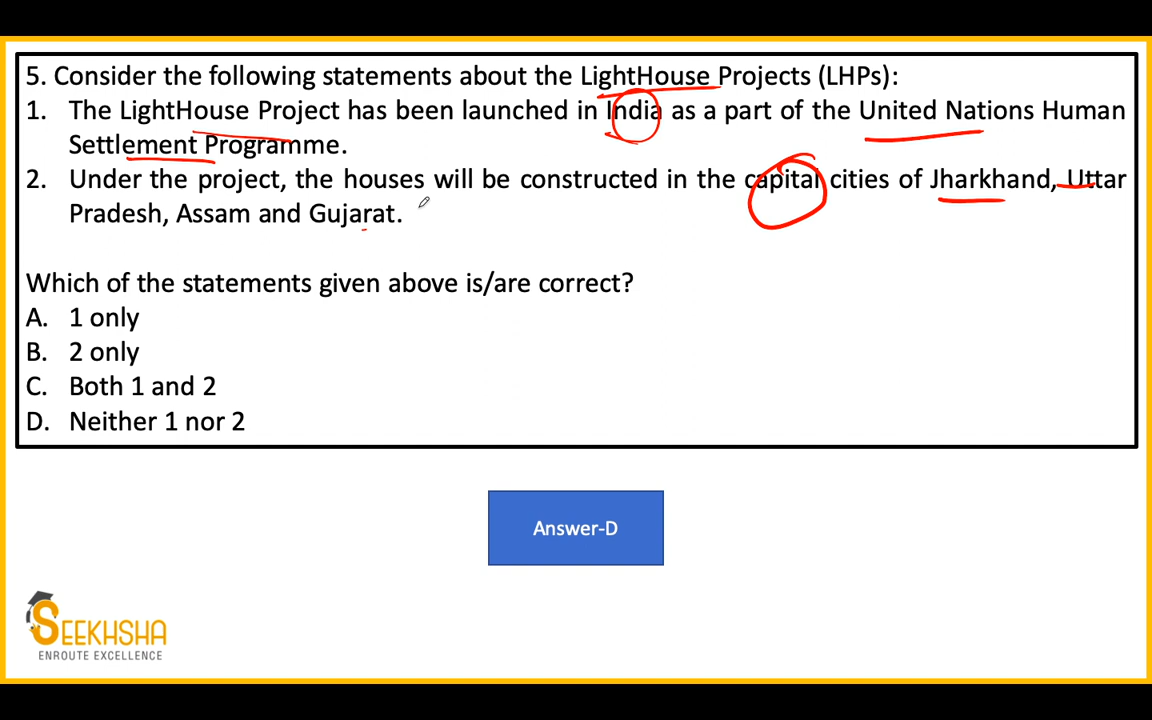 5. Consider the following statements about the LightHouse Projects (LHPs):
1. The LightHouse Project has been launched in India as a part of the United Nations Human
Settlement Programme.
2. Under the project, the houses will be constructed in the capital cities of Jharkhand, Uttar
Pradesh, Assam and Gujarat.
Which of the statements given above is/are correct?
A. 1 only
B. 2 only
C. Both 1 and 2
D. Neither 1 nor 2
Answer-D
SEEKHSHA
ENROUTE EXCELLENCE